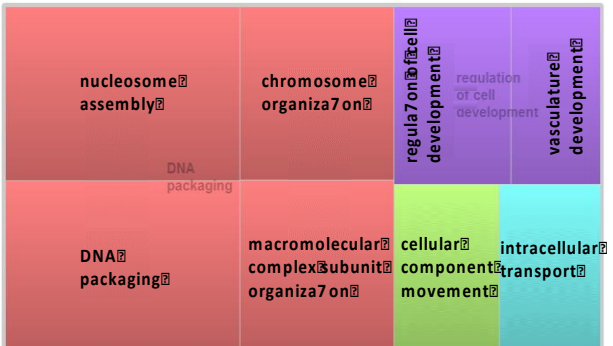 nucleosome⍰
assembly⍰
chromosome⍰
organiza7on⍰
regula7on⍰of⍰cell⍰
development⍰
regulation
of cell
development
vasculature⍰
development⍰
DNA
packaging
DNA⍰
packaging⍰
macromolecular⍰
complex⍰subunit⍰
organiza7on⍰
cellular⍰
component⍰
movement⍰
intracellular⍰
transport⍰